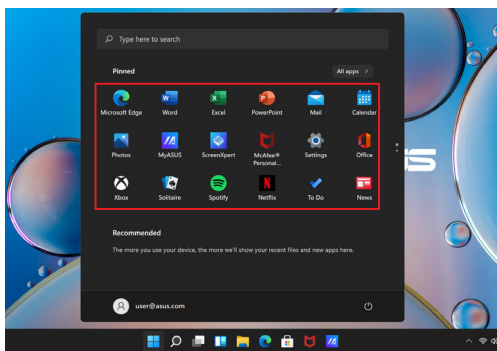 Type here to search
Pinned
All apps >
Microsoft Edge Word Excel PowerPoint Mail Calendar
Photos MyASUS ScreenXpert McAfee® Personal... Settings Office
Xbox Solitaire Spotify Netflix To Do News
Recommended
The more you use your device, the more we'll show your recent files and new apps here.
user@asus.com